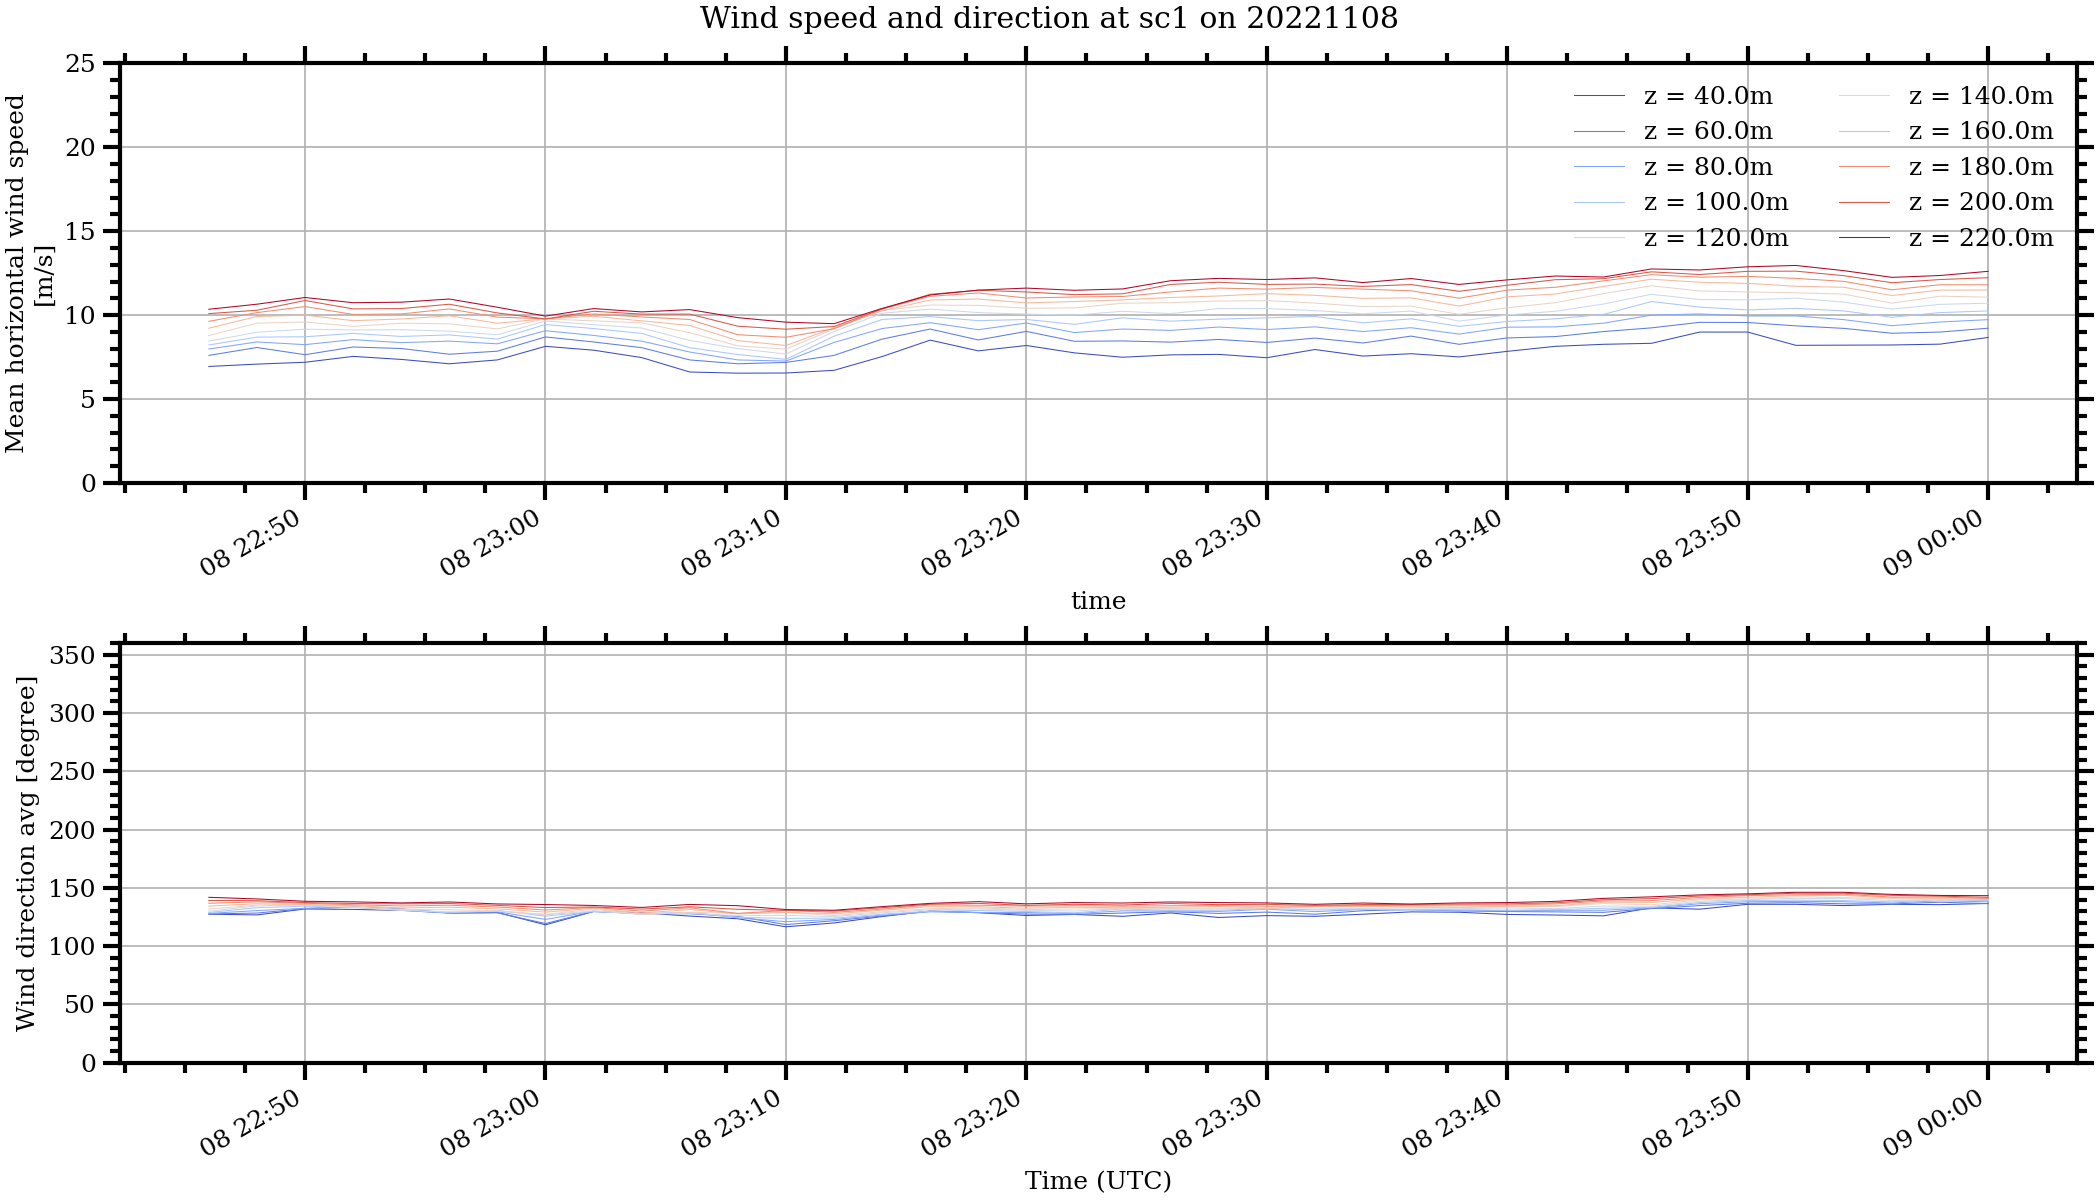 Wind speed and direction at sc1 on 20221108
Mean horizontal wind speed
[m/s]
25
20
15
10
5
0
z = 40.0m
z = 60.0m
z = 80.0m
z = 100.0m
z = 120.0m
z = 140.0m
z = 160.0m
z = 180.0m
z = 200.0m
z = 220.0m
08 22:50
08 23:00
08 23:10
08 23:20
08 23:30
08 23:40
08 23:50
09 00:00
time
Wind direction avg [degree]
350
300
250
200
150
100
50
0
08 22:50
08 23:00
08 23:10
08 23:20
08 23:30
08 23:40
08 23:50
09 00:00
Time (UTC)